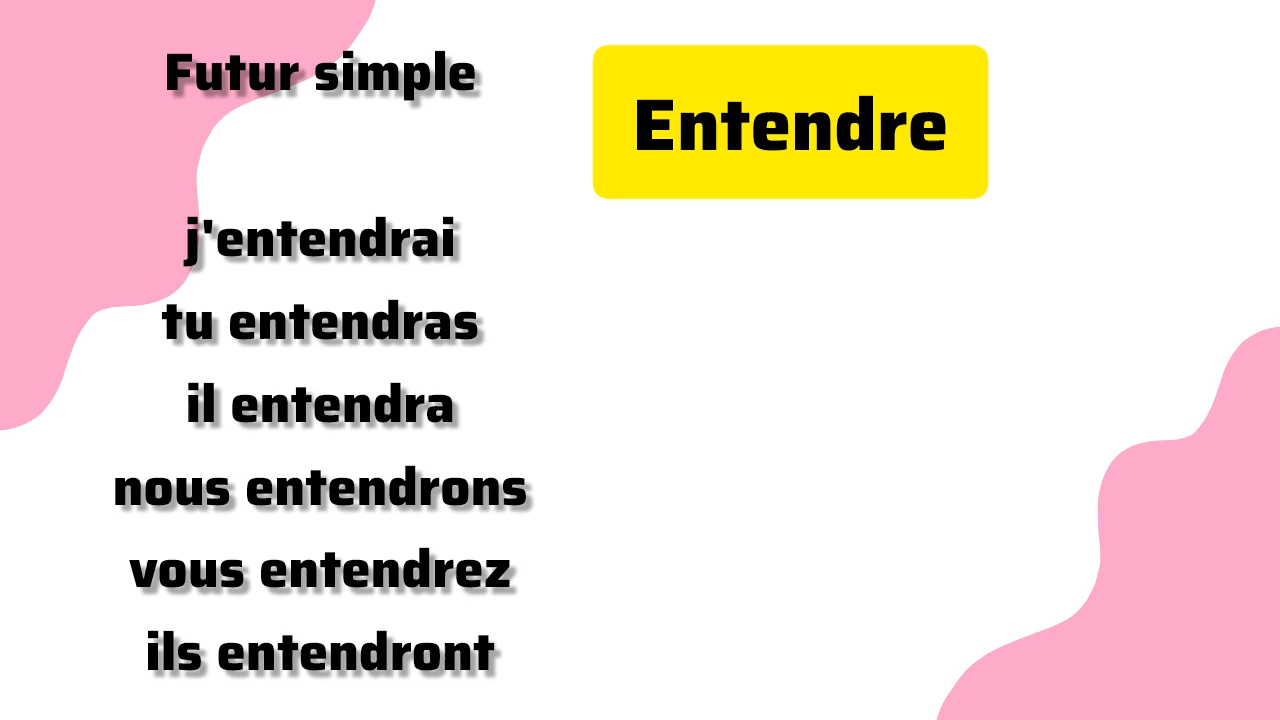 Futur simple
Entendre
j'entendrai
tu entendras
il entendra
nous entendrons
vous entendrez
ils entendront